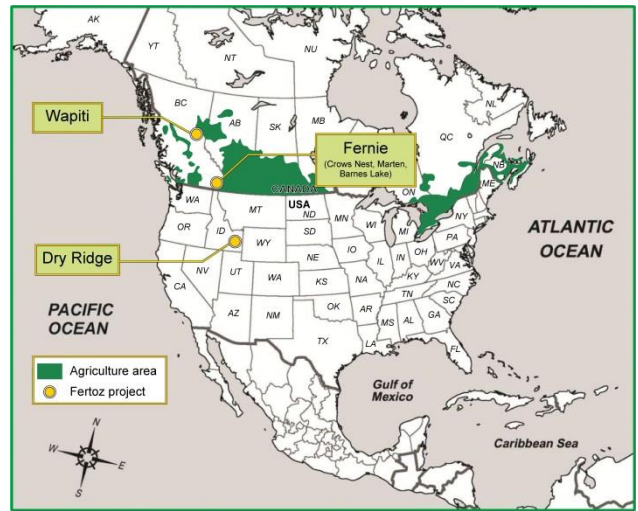 AK
YT
NT
NU
BC
AB
SK
MB
NL
QC
Wapiti
Fernie
(Crows Nest, Marten,
Barnes Lake)
ON
NB
ME
CANADA
USA
WA
MT
ND
MN
OR
ID
SD
WI
MI
NY
WY
Dry Ridge
IA
NE
PA
IO
IL
IN
OH
NV
UT
WA
KS
NA
WV
VA
KY
CA
NC
TN
AZ
NM
OK
AR
SC
MS
AL
GA
TX
LA
FL
ATLANTIC
OCEAN
PACIFIC
OCEAN
Agriculture area
Fertoz project
Gulf of
Mexico
Caribbean Sea
N
W
E
S